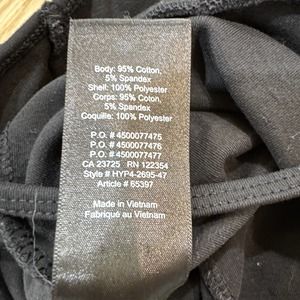 Body: 95% Cotton,
5% Spandex
Shell: 100% Polyester
Corps: 95% Coton,
5% Spandex
Coquille: 100% Polyester
P.O. # 4500077475
P.O. # 4500077476
P.O. # 4500077477
CA 23725 RN 122354
Style # HYP4-2695-47
Article # 65397
Made in Vietnam
Fabriqué au Vietnam